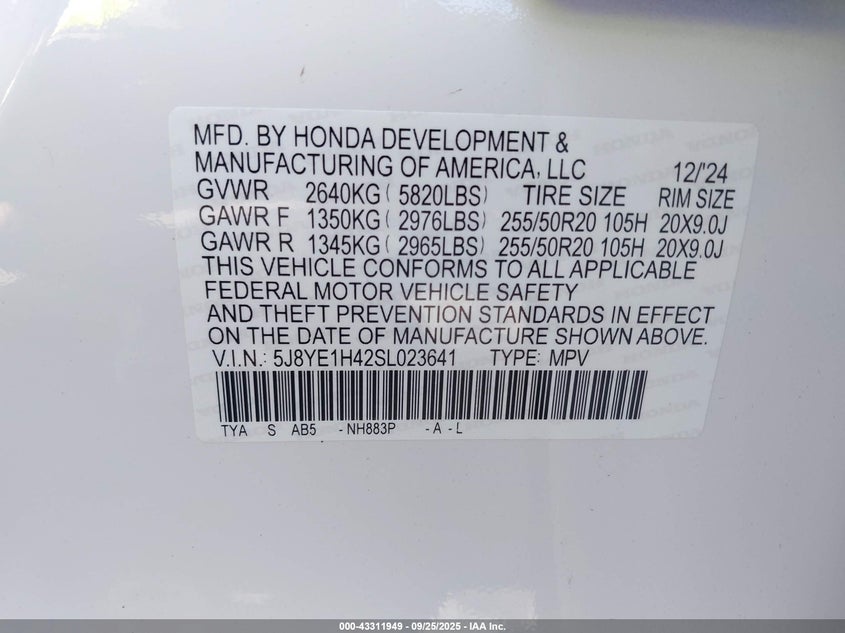 MFD. BY HONDA DEVELOPMENT &
MANUFACTURING OF AMERICA, LLC 12/'24
GVWR 2640KG ( 5820LBS) TIRE SIZE RIM SIZE
GAWR F 1350KG ( 2976LBS) 255/50R20 105H 20X9.0J
GAWR R 1345KG ( 2965LBS) 255/50R20 105H 20X9.0J
THIS VEHICLE CONFORMS TO ALL APPLICABLE
FEDERAL MOTOR VEHICLE SAFETY
AND THEFT PREVENTION STANDARDS IN EFFECT
ON THE DATE OF MANUFACTURE SHOWN ABOVE.
V.I.N.: 5J8YE1H42SL023641 TYPE: MPV
TYA S AB5 -NH883P -A -L
000-43311949 - 09/25/2025 - IAA Inc.